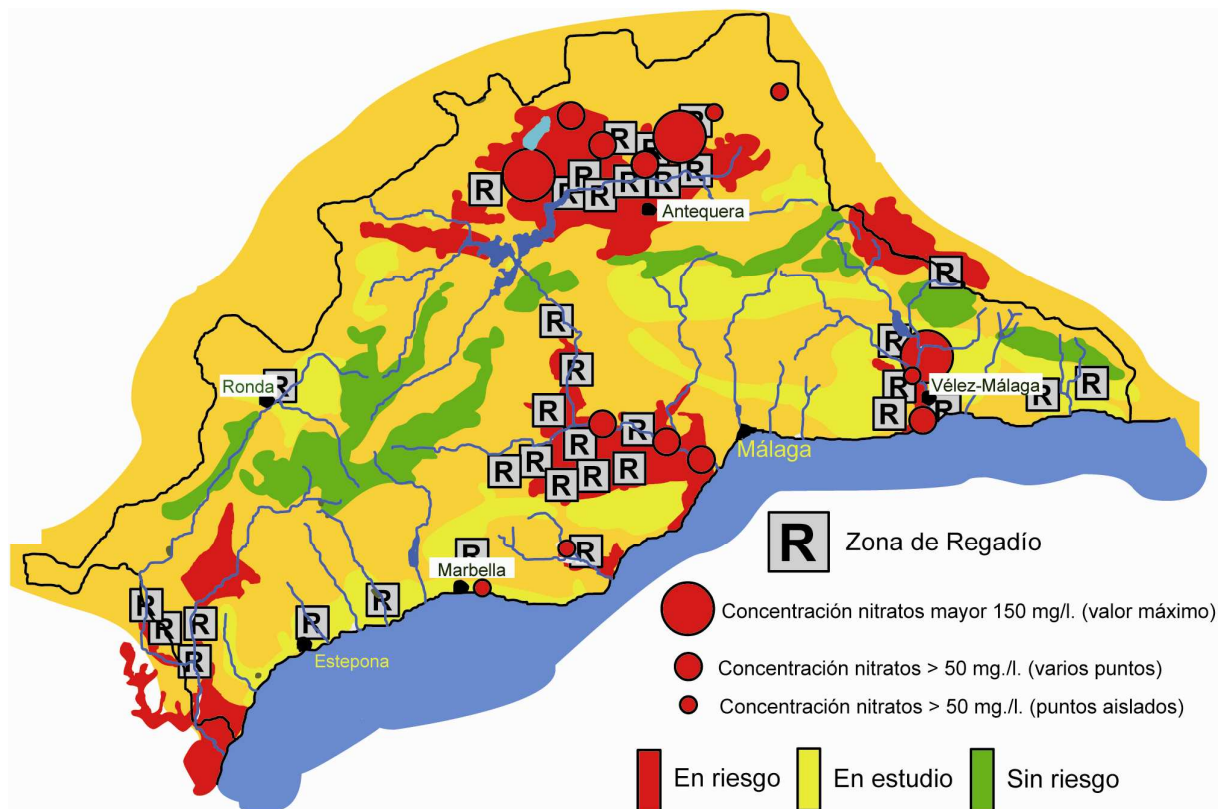 R
R
R
R
R
R
R
R
R
R
R
Antequera
R
R
R
Ronda
R
R
R
R
R
Vélez-Málaga
R
R
R
R
R
R
Málaga
R
R
R
R
R
R
R
R
Marbella
R
R
R
R
R
R
R
Estepona
R
Zona de Regadío
Concentración nitratos mayor 150 mg/l. (valor máximo)
Concentración nitratos > 50 mg./l. (varios puntos)
Concentración nitratos > 50 mg./l. (puntos aislados)
En riesgo
En estudio
Sin riesgo